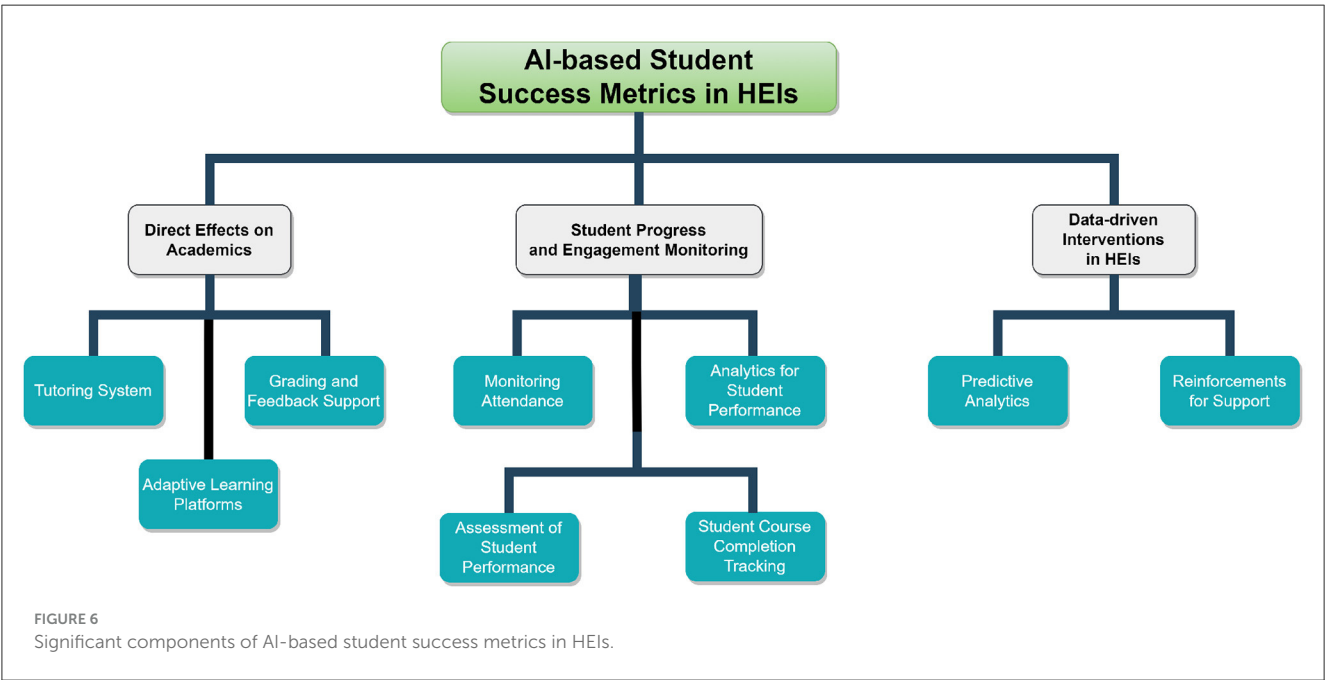 AI-based Student
Success Metrics in HEIs
Direct Effects on
Academics
Student Progress
and Engagement Monitoring
Data-driven
Interventions
in HEIs
Tutoring System
Grading and
Feedback Support
Adaptive Learning
Platforms
Monitoring
Attendance
Analytics for
Student
Performance
Assessment of
Student
Performance
Student Course
Completion
Tracking
Predictive
Analytics
Reinforcements
for Support
FIGURE 6
Significant components of AI-based student success metrics in HEIs.